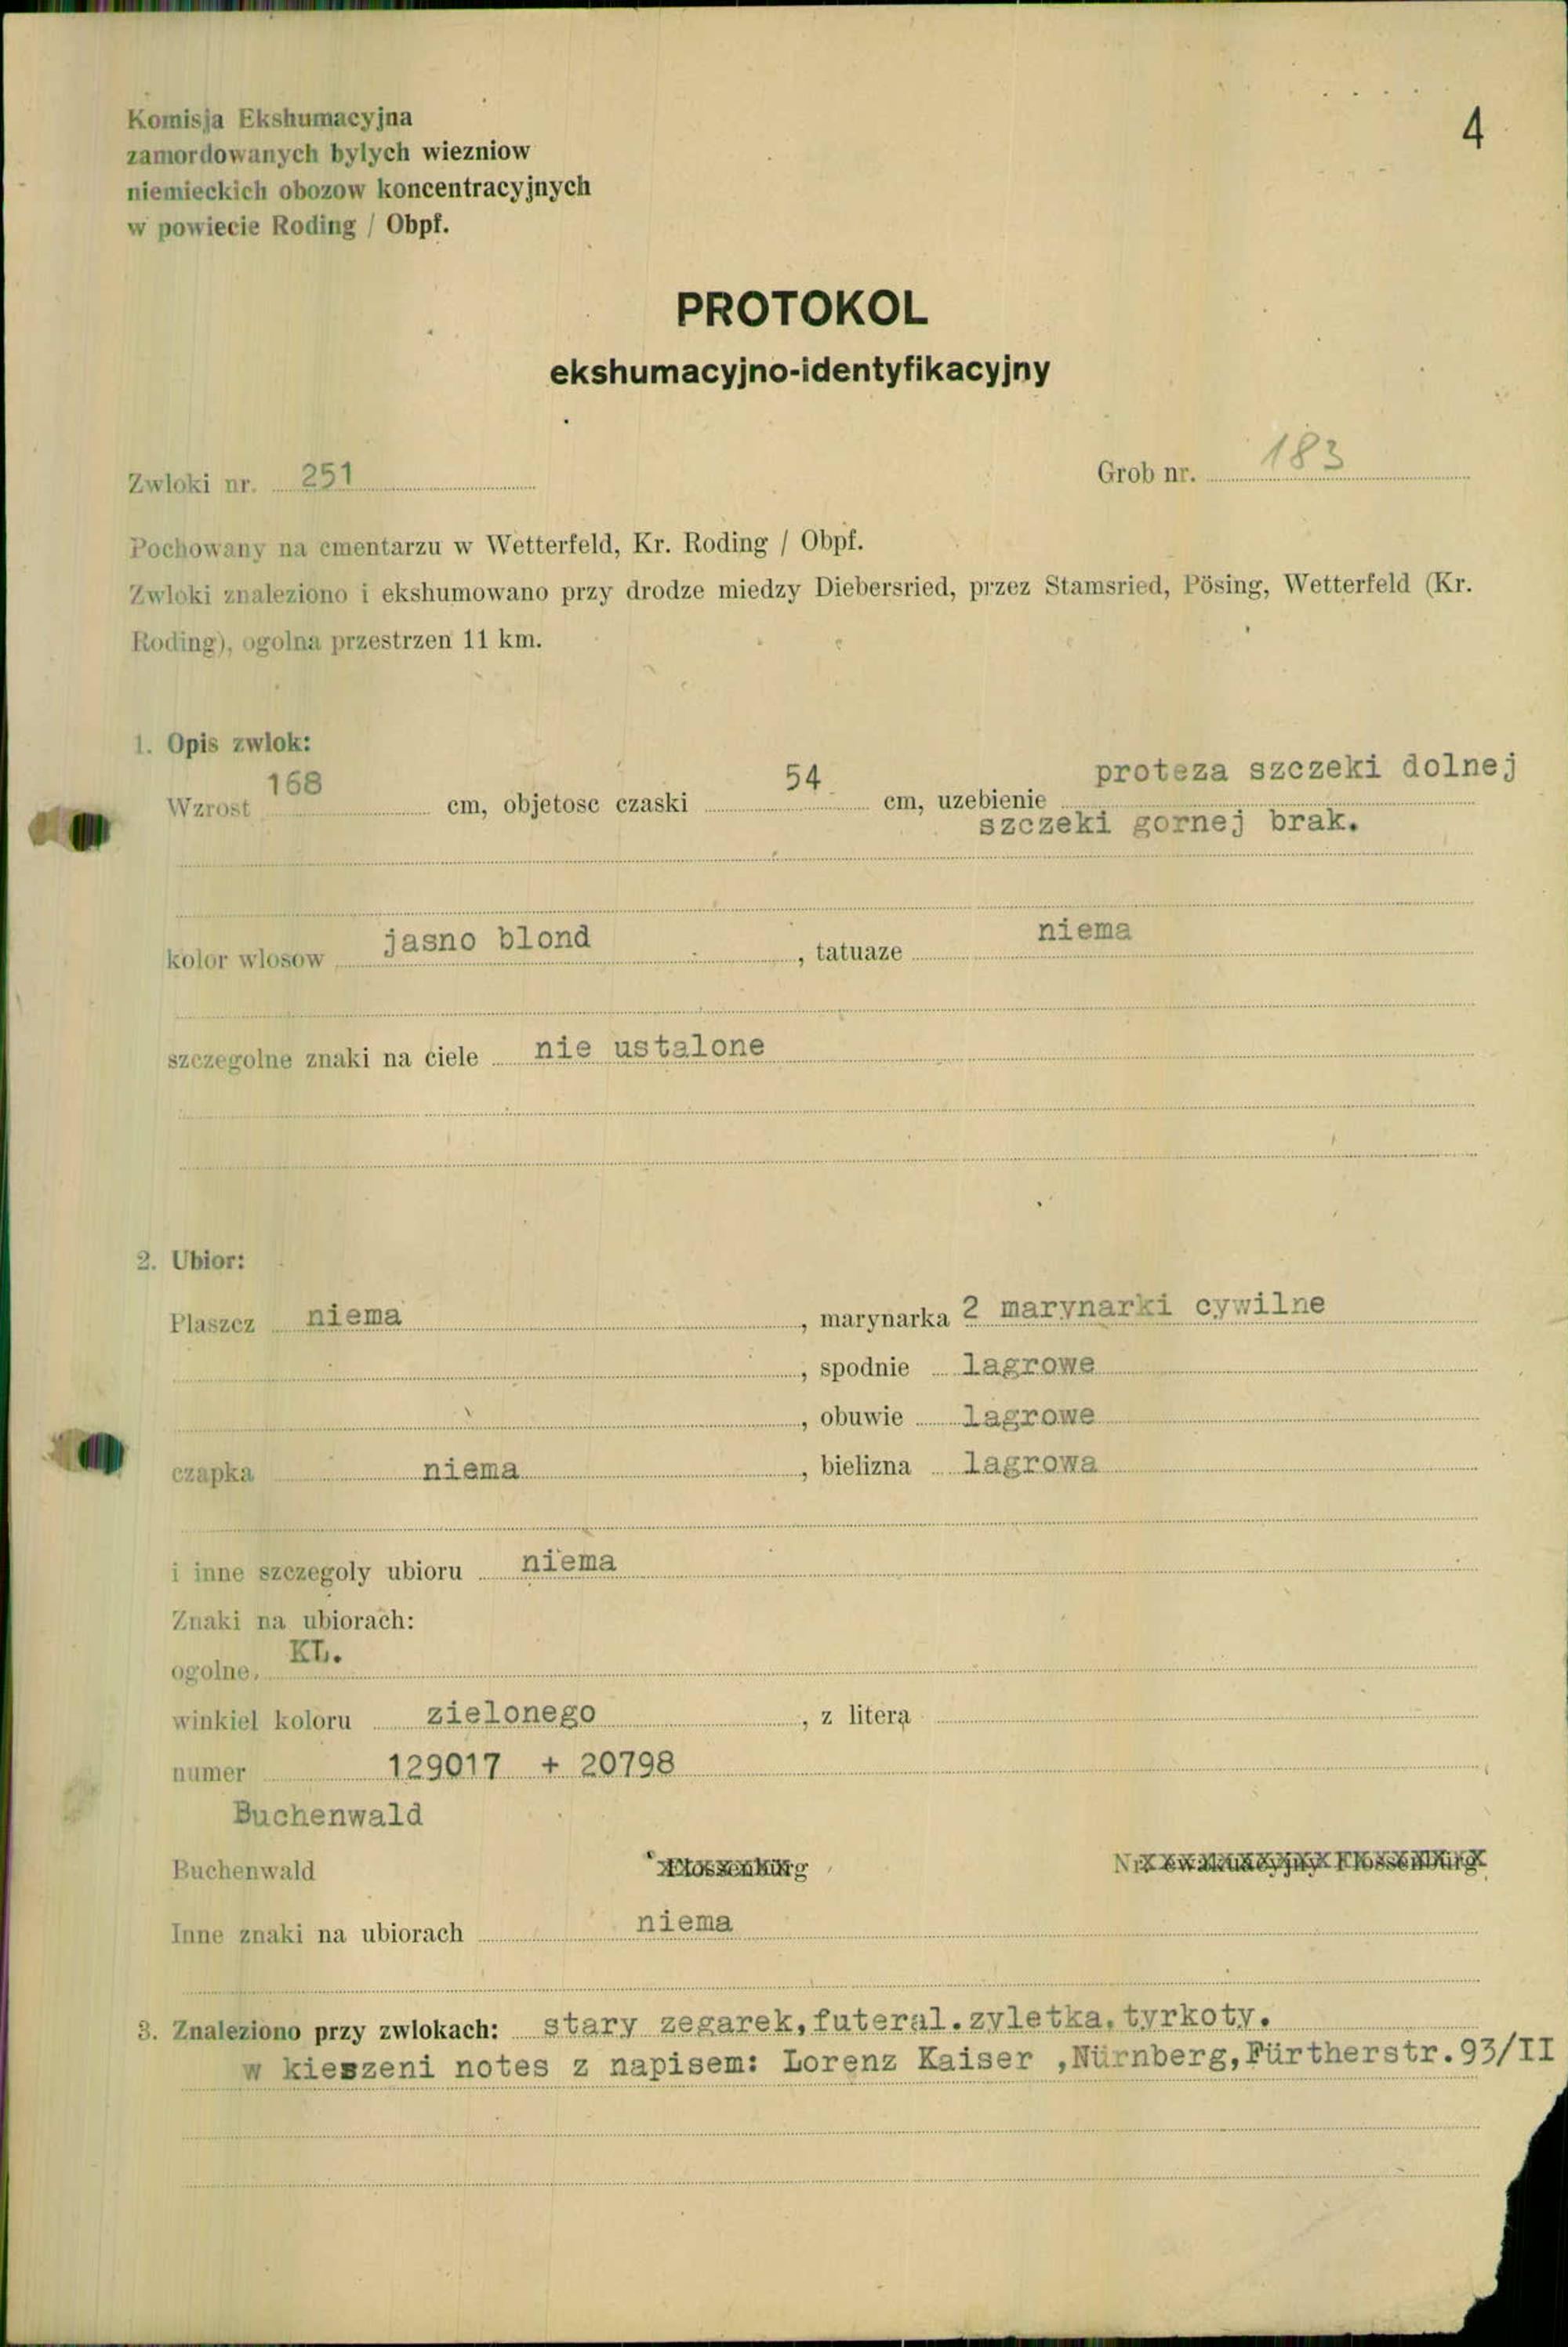 4
Komisja Ekshumacyjna
zamordowanych bylych wiezniow
niemieckich obozow koncentracyjnych
w powiecie Roding / Obpf.
PROTOKOL
ekshumacyjno-identyfikacyjny
Zwloki nr. 251 Grob nr. 183
Pochowany na cmentarzu w Wetterfeld, Kr. Roding / Obpf.
Zwloki znaleziono i ekshumowano przy drodze miedzy Diebersried, przez Stamsried, Pösing, Wetterfeld (Kr.
Roding), ogolna przestrzen 11 km.
1. Opis zwlok:
Wzrost 168 cm, objetosc czaski 54 cm, uzebienie proteza szczeki dolnej
szczeki gornej brak.
kolor wlosow jasno blond , tatuaze niema
szczegolne znaki na ciele nie ustalone
2. Ubior:
Plaszcz niema , marynarka 2 marynarki cywilne
, spodnie lagrowe
, obuwie lagrowe
czapka niema , bielizna lagrowa
i inne szczegoly ubioru niema
Znaki na ubiorach:
ogolne, KL.
winkiel koloru zielonego , z litera
numer 129017 + 20798
Buchenwald
Buchenwald Flossenbürg Nr. ewakuacyjny Flossenbürg
Inne znaki na ubiorach niema
3. Znaleziono przy zwlokach: stary zegarek,futeral.zyletka.tyrkoty.
w kieszeni notes z napisem: Lorenz Kaiser ,Nürnberg,Fürtherstr.93/II